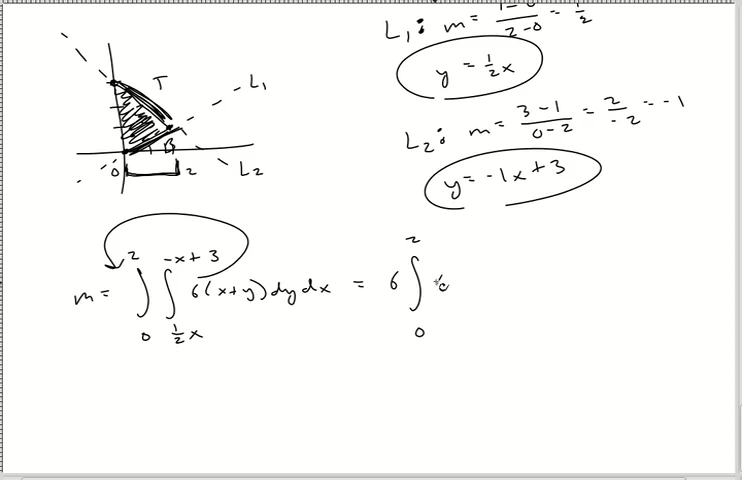 L₁: m = (1-0)/(2-0) = 1/2
y = 1/2 x
L₂: m = (3-1)/(0-2) = 2/-2 = -1
y = -1x + 3
T
L₁
B
0 2 L₂
m = ∫₀² ∫_{1/2 x}^{-x+3} 6(x+y) dy dx = 6 ∫₀²